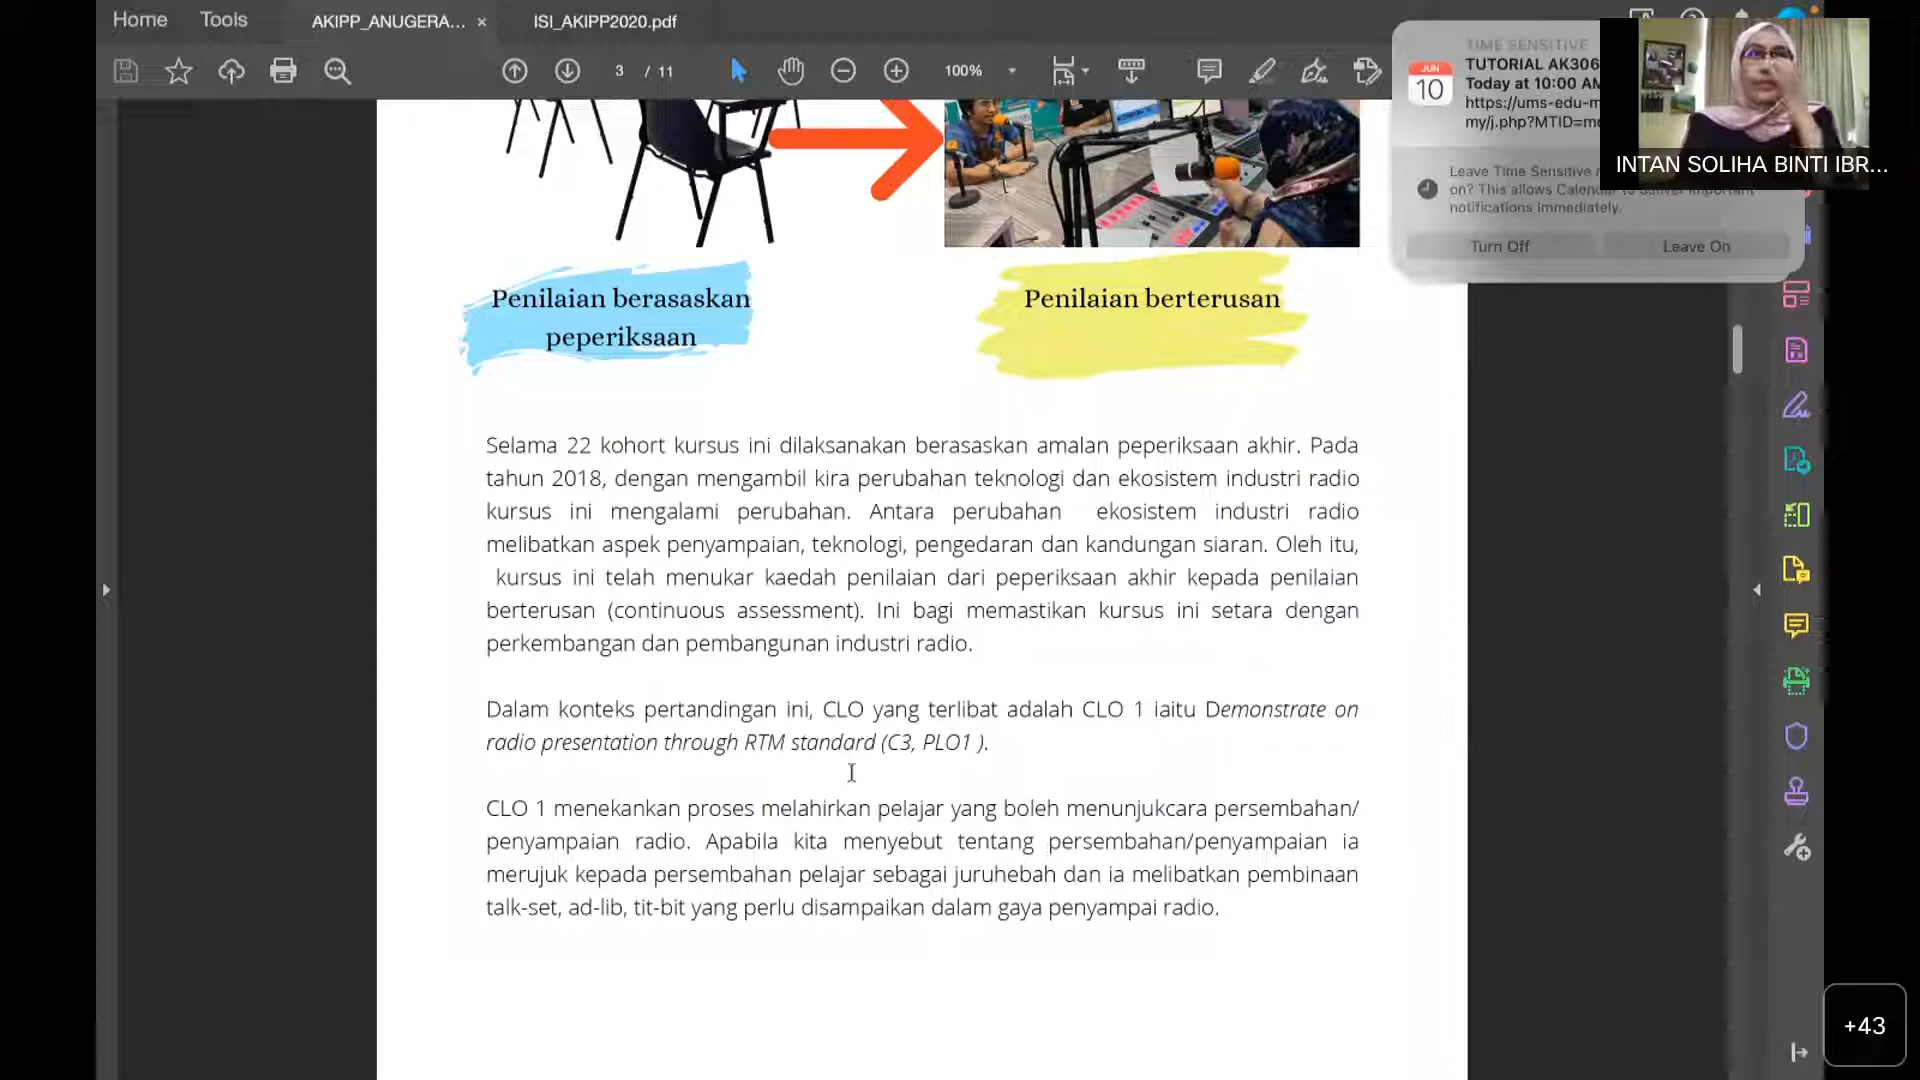 Home
Tools
AKIPP_ANUGERA...
ISI_AKIPP2020.pdf
3 / 11
100%
TIME SENSITIVE
TUTORIAL AK306
Today at 10:00 AM
https://ums-edu-m
my/j.php?MTID=m
JUN
10
Leave Time Sensitive
on? This allows Calendar to deliver important
notifications immediately.
Turn Off
Leave On
INTAN SOLIHA BINTI IBR...
Penilaian berasaskan
peperiksaan
Penilaian berterusan
Selama 22 kohort kursus ini dilaksanakan berasaskan amalan peperiksaan akhir. Pada
tahun 2018, dengan mengambil kira perubahan teknologi dan ekosistem industri radio
kursus ini mengalami perubahan. Antara perubahan ekosistem industri radio
melibatkan aspek penyampaian, teknologi, pengedaran dan kandungan siaran. Oleh itu,
kursus ini telah menukar kaedah penilaian dari peperiksaan akhir kepada penilaian
berterusan (continuous assessment). Ini bagi memastikan kursus ini setara dengan
perkembangan dan pembangunan industri radio.
Dalam konteks pertandingan ini, CLO yang terlibat adalah CLO 1 iaitu Demonstrate on
radio presentation through RTM standard (C3, PLO1 ).
CLO 1 menekankan proses melahirkan pelajar yang boleh menunjukcara persembahan/
penyampaian radio. Apabila kita menyebut tentang persembahan/penyampaian ia
merujuk kepada persembahan pelajar sebagai juruhebah dan ia melibatkan pembinaan
talk-set, ad-lib, tit-bit yang perlu disampaikan dalam gaya penyampai radio.
+43